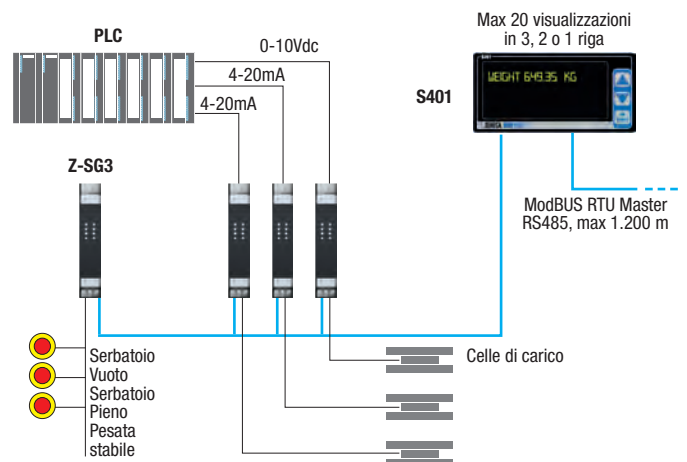 Max 20 visualizzazioni
in 3, 2 o 1 riga
PLC
0-10Vdc
4-20mA
4-20mA
S401
WEIGHT 649.35 KG
Z-SG3
ModBUS RTU Master
RS485, max 1.200 m
Serbatoio
Vuoto
Serbatoio
Pieno
Pesata
stabile
Celle di carico